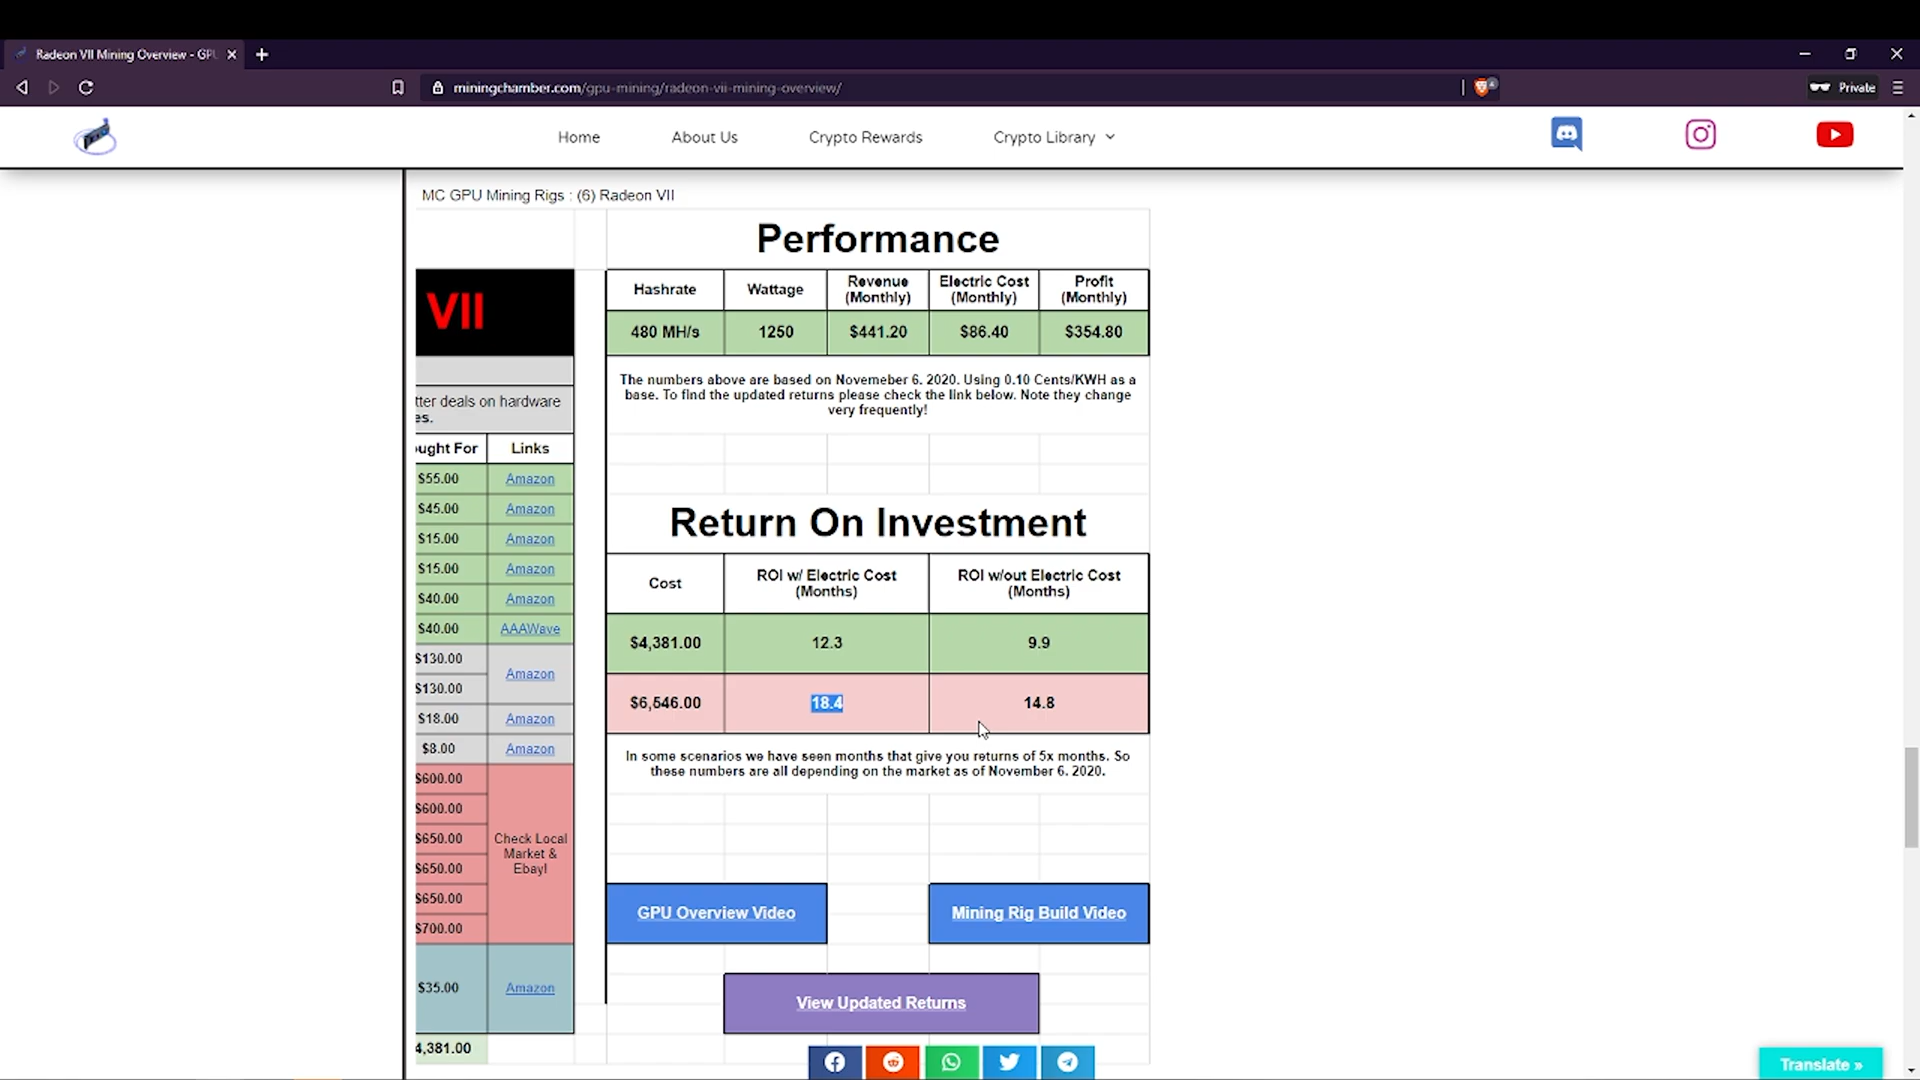 Radeon VII Mining Overview - GPU
miningchamber.com/gpu-mining/radeon-vii-mining-overview/
Private
Home
About Us
Crypto Rewards
Crypto Library
MC GPU Mining Rigs : (6) Radeon VII
VII
tter deals on hardware
es.
ought For Links
$55.00 Amazon
$45.00 Amazon
$15.00 Amazon
$15.00 Amazon
$40.00 Amazon
$40.00 AAAWave
$130.00
Amazon
$130.00
$18.00 Amazon
$8.00 Amazon
$600.00
$600.00
$650.00
$650.00
$650.00
$700.00
Check Local
Market &
Ebay!
$35.00 Amazon
4,381.00
Performance
Hashrate Wattage Revenue (Monthly) Electric Cost (Monthly) Profit (Monthly)
480 MH/s 1250 $441.20 $86.40 $354.80
The numbers above are based on Novemeber 6. 2020. Using 0.10 Cents/KWH as a
base. To find the updated returns please check the link below. Note they change
very frequently!
Return On Investment
Cost ROI w/ Electric Cost (Months) ROI w/out Electric Cost (Months)
$4,381.00 12.3 9.9
$6,546.00 18.4 14.8
In some scenarios we have seen months that give you returns of 5x months. So
these numbers are all depending on the market as of November 6. 2020.
GPU Overview Video
Mining Rig Build Video
View Updated Returns
Translate »